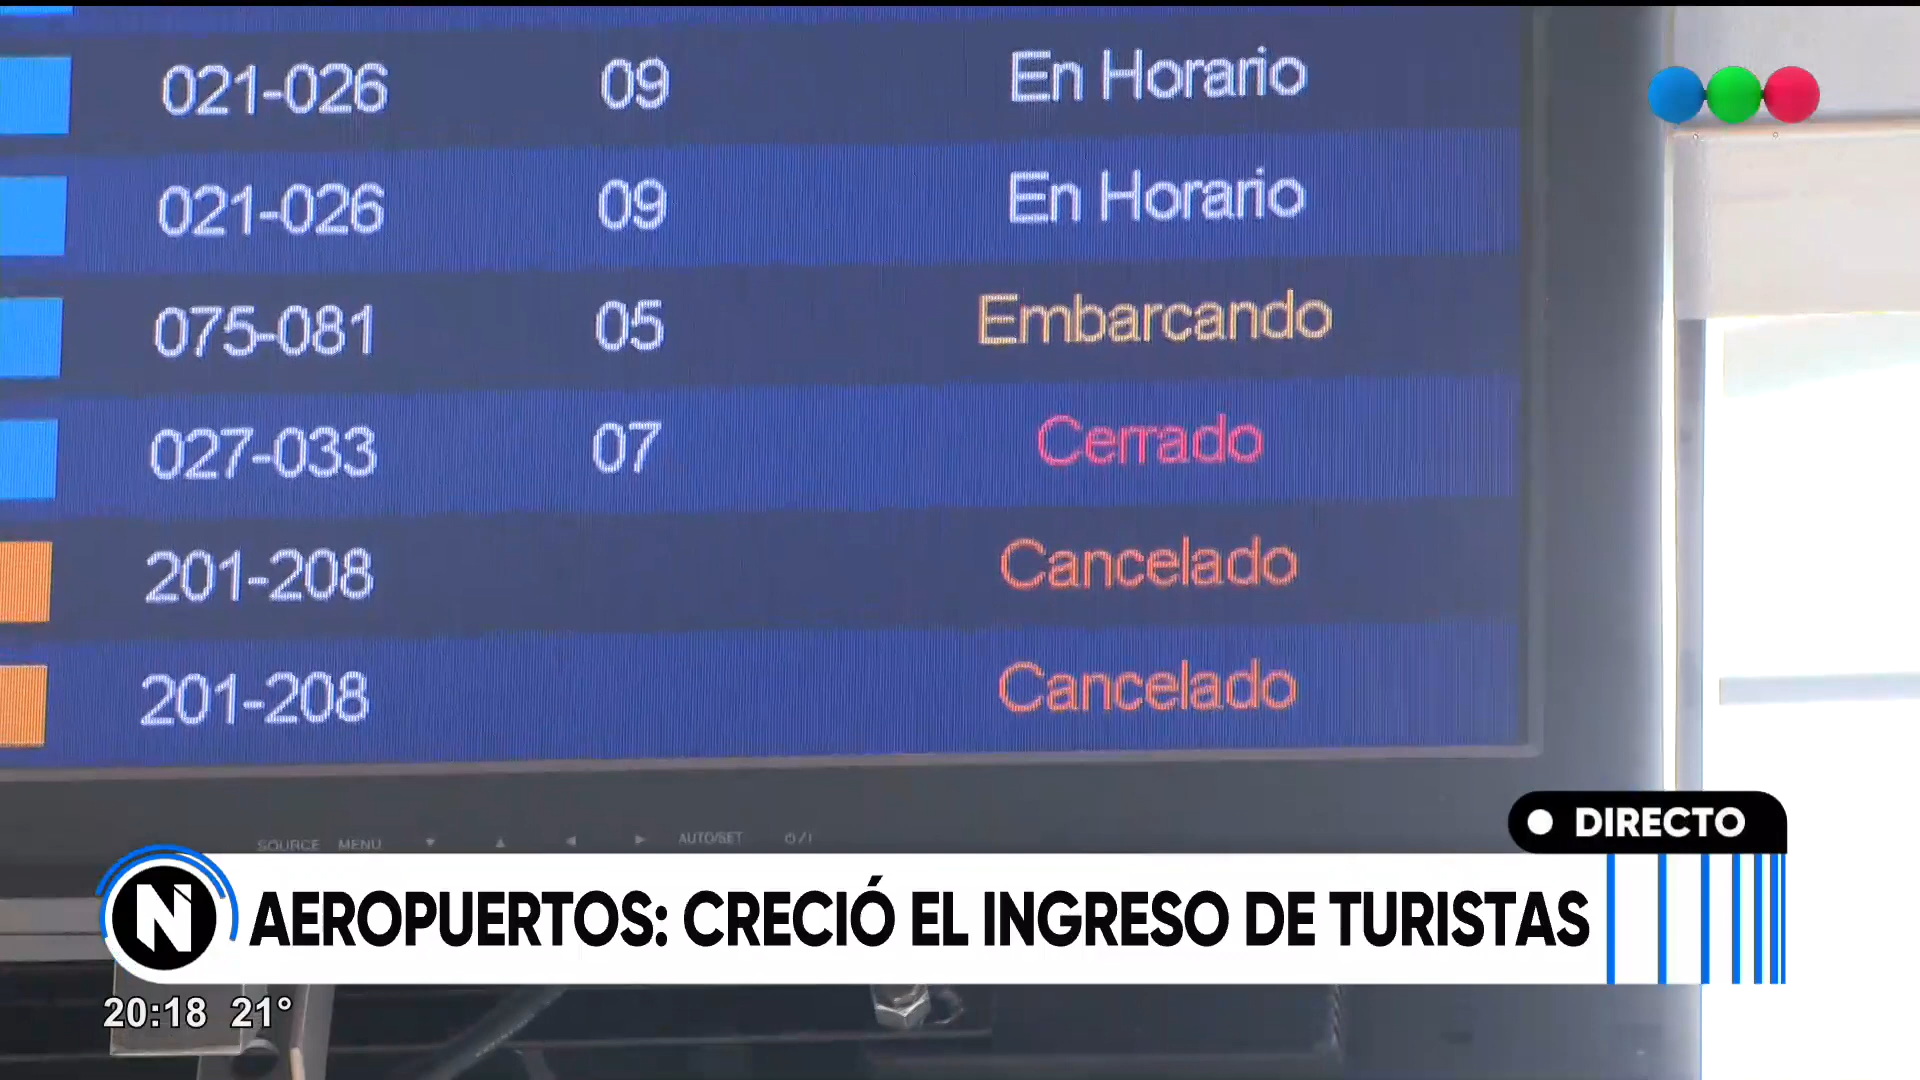 021-026 09 En Horario
021-026 09 En Horario
075-081 05 Embarcando
027-033 07 Cerrado
201-208 Cancelado
201-208 Cancelado
SOURCE MENU AUTO/SET
DIRECTO
N AEROPUERTOS: CRECIÓ EL INGRESO DE TURISTAS
20:18 21°